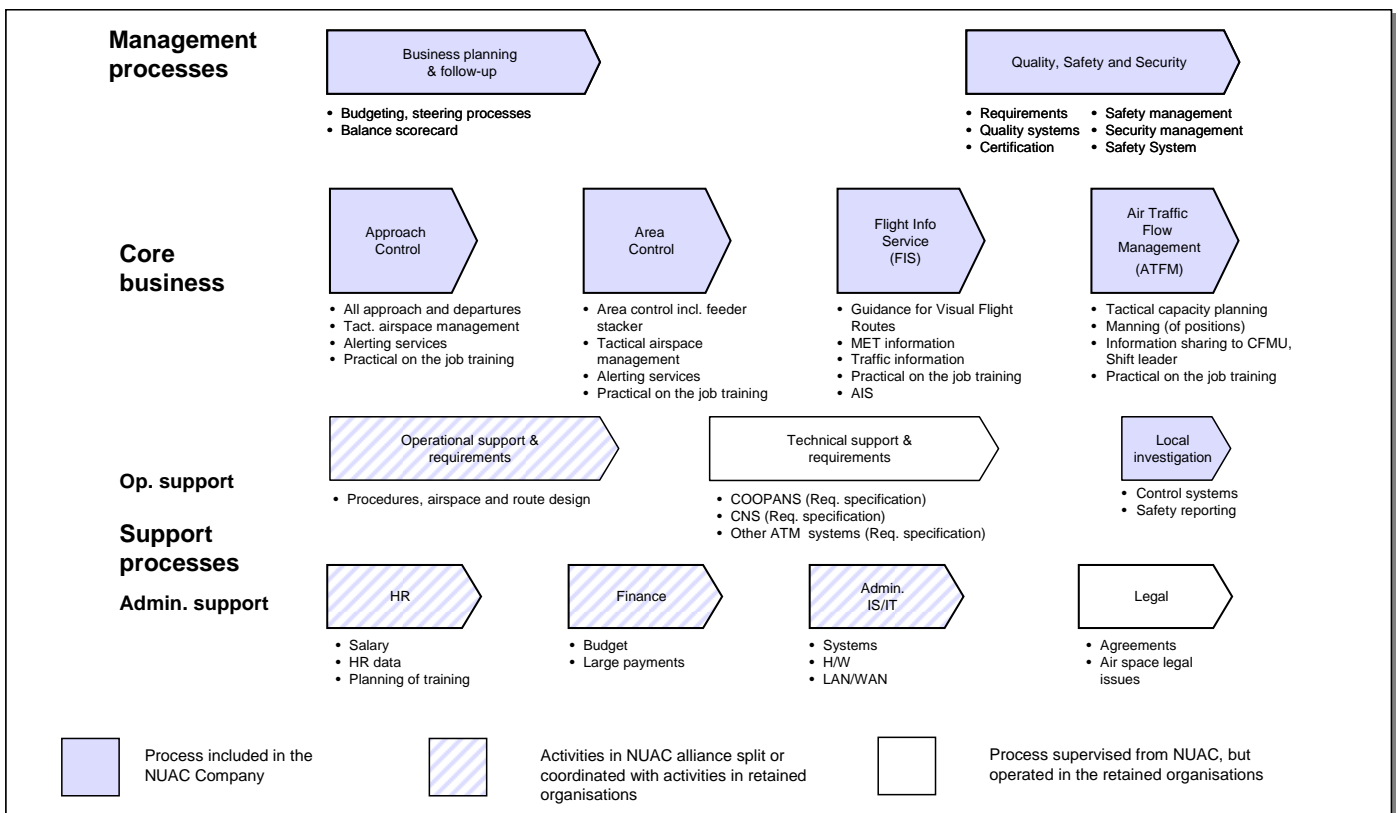 Management
processes
Business planning
& follow-up
Quality, Safety and Security
• Budgeting, steering processes
• Balance scorecard
• Requirements
• Quality systems
• Certification
• Safety management
• Security management
• Safety System
Core
business
Approach
Control
Area
Control
Flight Info
Service
(FIS)
Air Traffic
Flow
Management
(ATFM)
• All approach and departures
• Tact. airspace management
• Alerting services
• Practical on the job training
• Area control incl. feeder
stacker
• Tactical airspace
management
• Alerting services
• Practical on the job training
• Guidance for Visual Flight
Routes
• MET information
• Traffic information
• Practical on the job training
• AIS
• Tactical capacity planning
• Manning (of positions)
• Information sharing to CFMU,
Shift leader
• Practical on the job training
Op. support
Operational support &
requirements
Technical support &
requirements
Local
investigation
• Procedures, airspace and route design
• COOPANS (Req. specification)
• CNS (Req. specification)
• Other ATM systems (Req. specification)
• Control systems
• Safety reporting
Support
processes
Admin. support
HR
Finance
Admin.
IS/IT
Legal
• Salary
• HR data
• Planning of training
• Budget
• Large payments
• Systems
• H/W
• LAN/WAN
• Agreements
• Air space legal
issues
Process included in the
NUAC Company
Activities in NUAC alliance split or
coordinated with activities in retained
organisations
Process supervised from NUAC, but
operated in the retained organisations